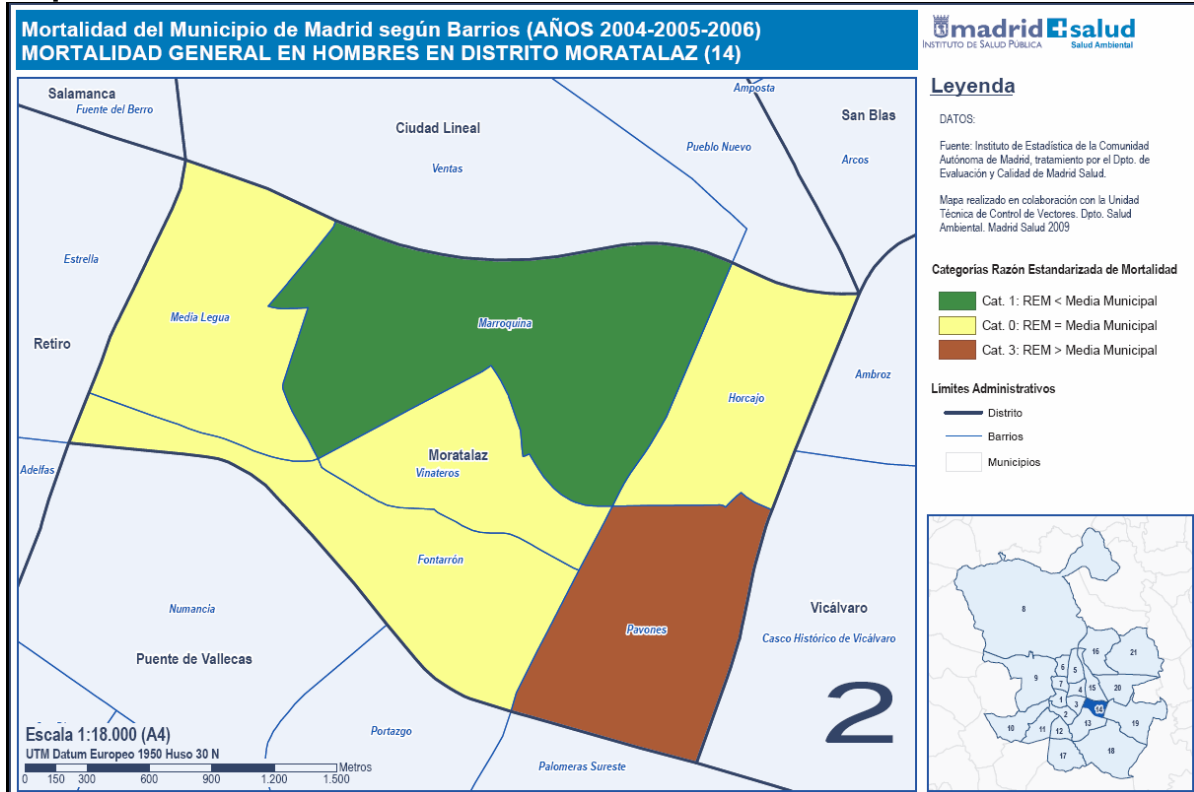 Mortalidad del Municipio de Madrid según Barrios (AÑOS 2004-2005-2006)
MORTALIDAD GENERAL EN HOMBRES EN DISTRITO MORATALAZ (14)
madrid salud
INSTITUTO DE SALUD PÚBLICA
Salud Ambiental
Salamanca
Fuente del Berro
Ciudad Lineal
Ventas
Amposta
Pueblo Nuevo
San Blas
Arcos
Estrella
Media Legua
Marroquina
Retiro
Horcajo
Ambroz
Adelfas
Moratalaz
Vinateros
Fontarrón
Numancia
Pavones
Vicálvaro
Casco Histórico de Vicálvaro
Puente de Vallecas
Portazgo
Palomeras Sureste
2
Escala 1:18.000 (A4)
UTM Datum Europeo 1950 Huso 30 N
Metros
0 150 300 600 900 1.200 1.500
Leyenda
DATOS:
Fuente: Instituto de Estadística de la Comunidad
Autónoma de Madrid, tratamiento por el Dpto. de
Evaluación y Calidad de Madrid Salud.
Mapa realizado en colaboración con la Unidad
Técnica de Control de Vectores. Dpto. Salud
Ambiental. Madrid Salud 2009
Categorías Razón Estandarizada de Mortalidad
Cat. 1: REM < Media Municipal
Cat. 0: REM = Media Municipal
Cat. 3: REM > Media Municipal
Límites Administrativos
Distrito
Barrios
Municipios
8
16
21
6
5
9
7
4
15
20
1
3
14
2
13
19
10
11
12
17
18